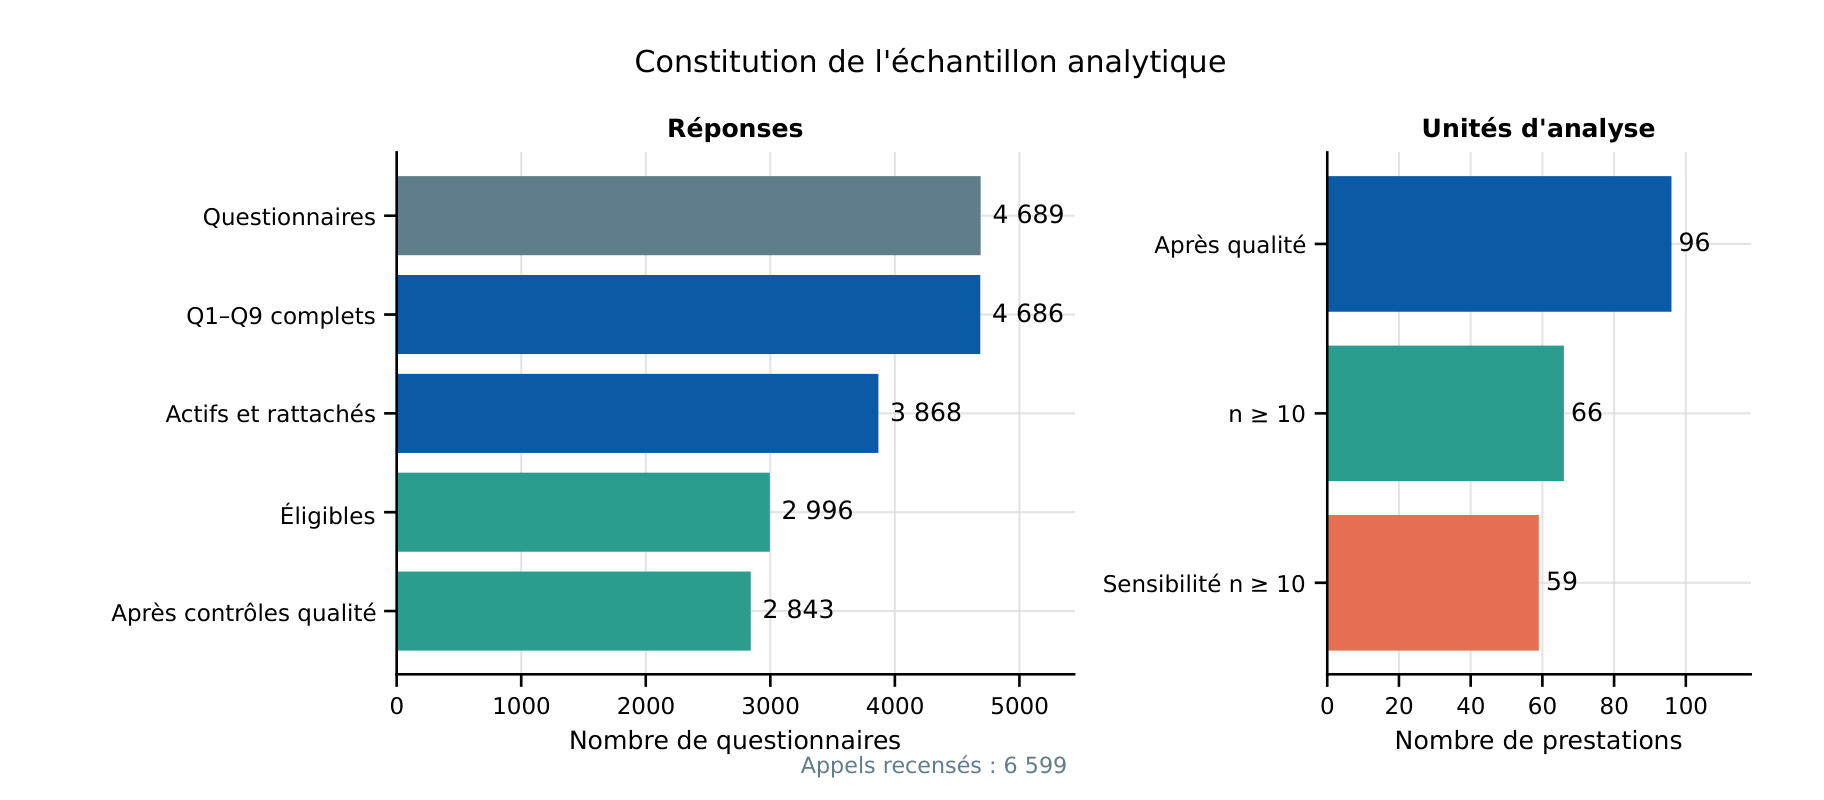 Constitution de l'échantillon analytique
Réponses
Questionnaires
4 689
Q1–Q9 complets
4 686
Actifs et rattachés
3 868
Éligibles
2 996
Après contrôles qualité
2 843
0 1000 2000 3000 4000 5000
Nombre de questionnaires
Appels recensés : 6 599
Unités d'analyse
Après qualité
96
n ≥ 10
66
Sensibilité n ≥ 10
59
0 20 40 60 80 100
Nombre de prestations